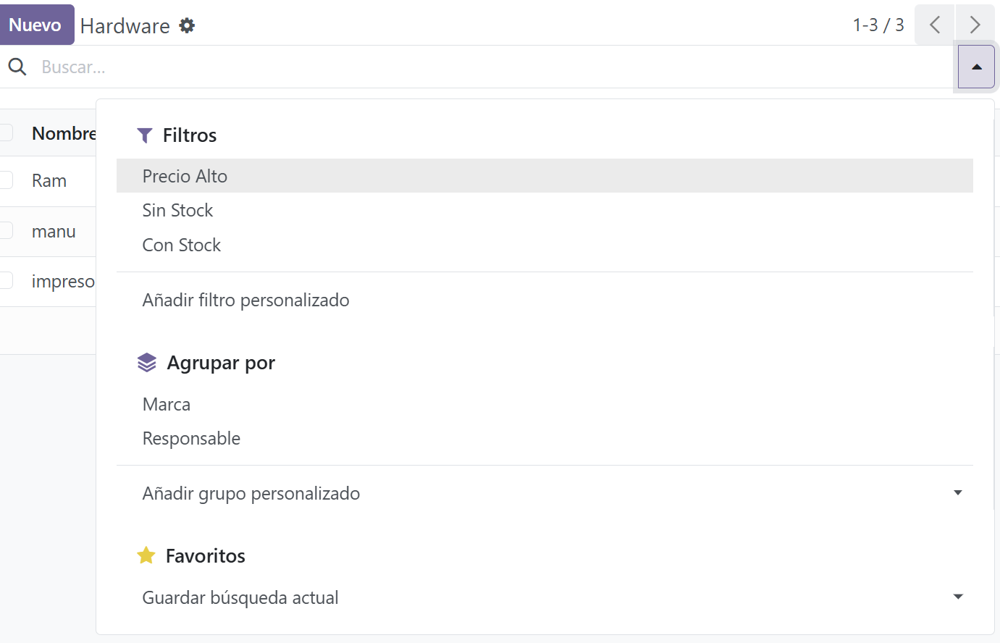 Nuevo Hardware 1-3 / 3
Buscar...
Filtros
Nombre
Precio Alto
Ram
Sin Stock
manu
Con Stock
impreso
Añadir filtro personalizado
Agrupar por
Marca
Responsable
Añadir grupo personalizado
Favoritos
Guardar búsqueda actual